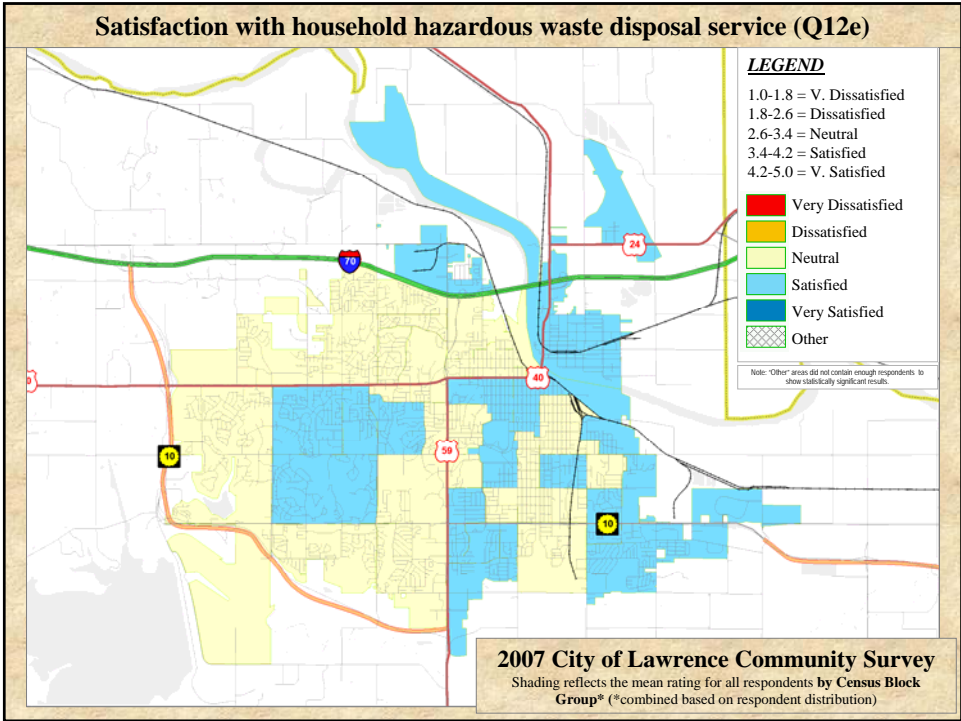 Satisfaction with household hazardous waste disposal service (Q12e)
LEGEND
1.0-1.8 = V. Dissatisfied
1.8-2.6 = Dissatisfied
2.6-3.4 = Neutral
3.4-4.2 = Satisfied
4.2-5.0 = V. Satisfied
Very Dissatisfied
Dissatisfied
Neutral
Satisfied
Very Satisfied
Other
Note: "Other" areas did not contain enough respondents to
show statistically significant results.
24
70
40
59
10
10
2007 City of Lawrence Community Survey
Shading reflects the mean rating for all respondents by Census Block
Group* (*combined based on respondent distribution)